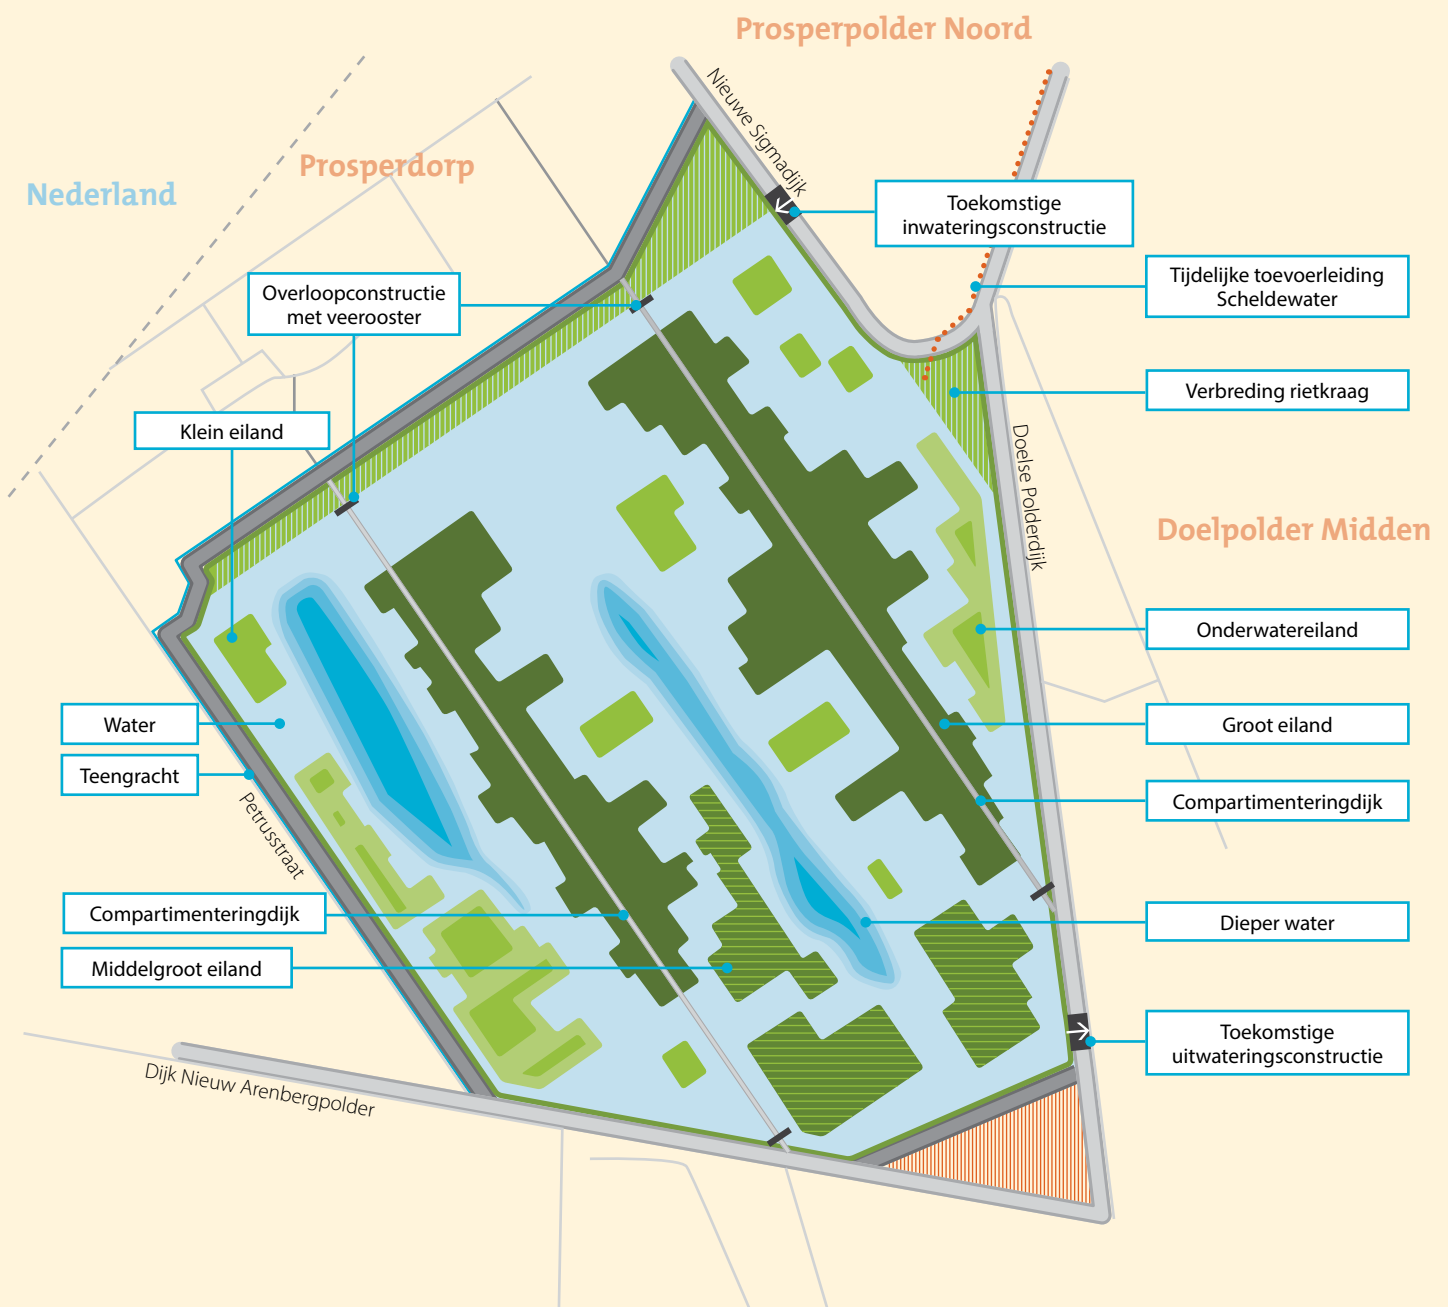 Prosperpolder Noord
Nieuwe Sigmadijk
Prosperdorp
Nederland
Toekomstige
inwateringsconstructie
Tijdelijke toevoerleiding
Scheldewater
Overloopconstructie
met veerooster
Verbreding rietkraag
Klein eiland
Doelse Polderdijk
Doelpolder Midden
Onderwatereiland
Water
Groot eiland
Teengracht
Petrusstraat
Compartimenteringdijk
Compartimenteringdijk
Dieper water
Middelgroot eiland
Toekomstige
uitwateringsconstructie
Dijk Nieuw Arenbergpolder